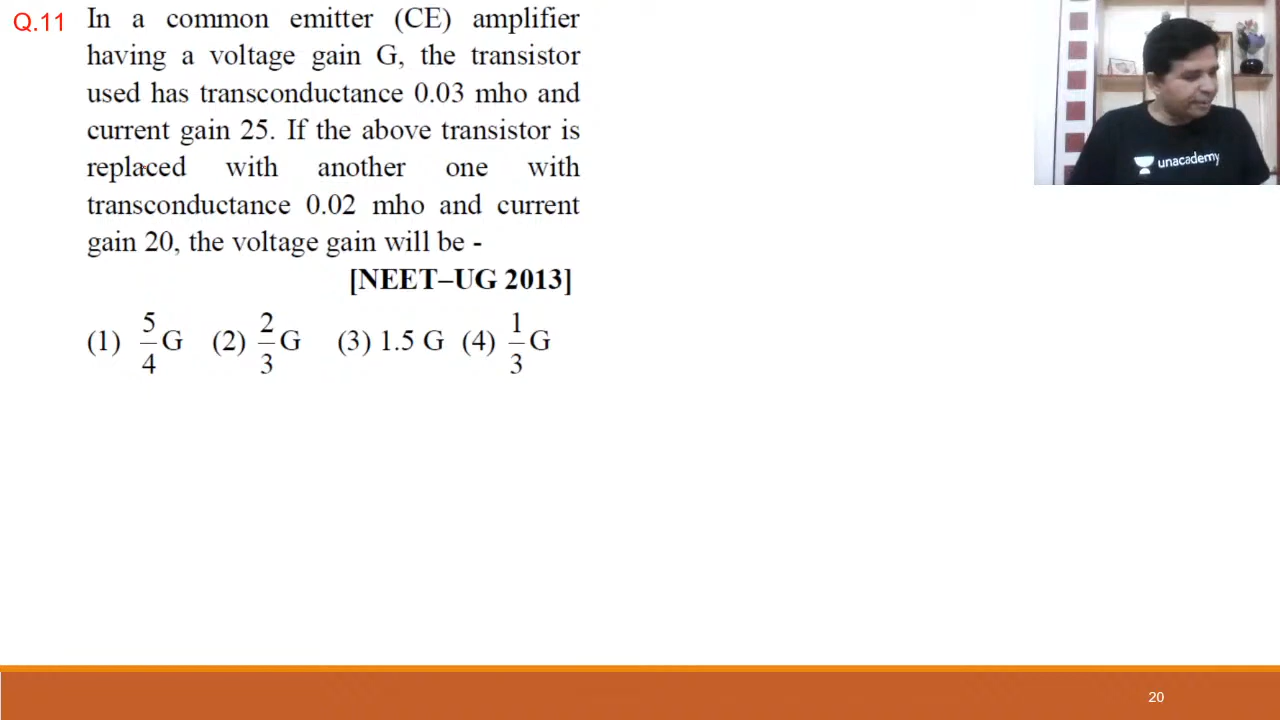 Q.11
In a common emitter (CE) amplifier
having a voltage gain G, the transistor
used has transconductance 0.03 mho and
current gain 25. If the above transistor is
replaced with another one with
transconductance 0.02 mho and current
gain 20, the voltage gain will be -
[NEET–UG 2013]
(1) 5/4 G (2) 2/3 G (3) 1.5 G (4) 1/3 G
unacademy
20